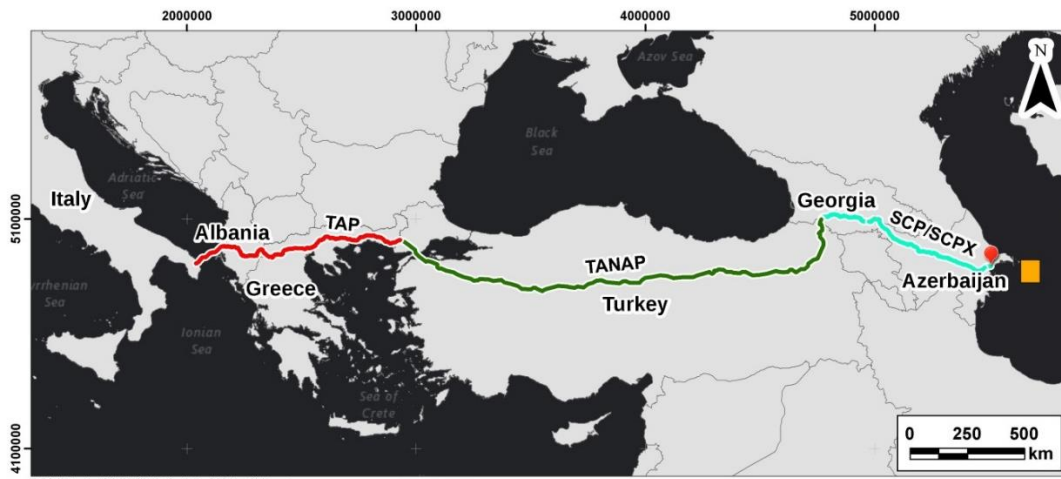 2000000 3000000 4000000 5000000
N
Azov Sea
Black
Sea
Adriatic
Sea
Italy
Georgia
5100000
TAP
Albania
SCP/SCPX
TANAP
Azerbaijan
Greece
Turkey
yrrhenian
Sea
Ionian
Sea
Sea of
Crete
0 250 500
km
4100000